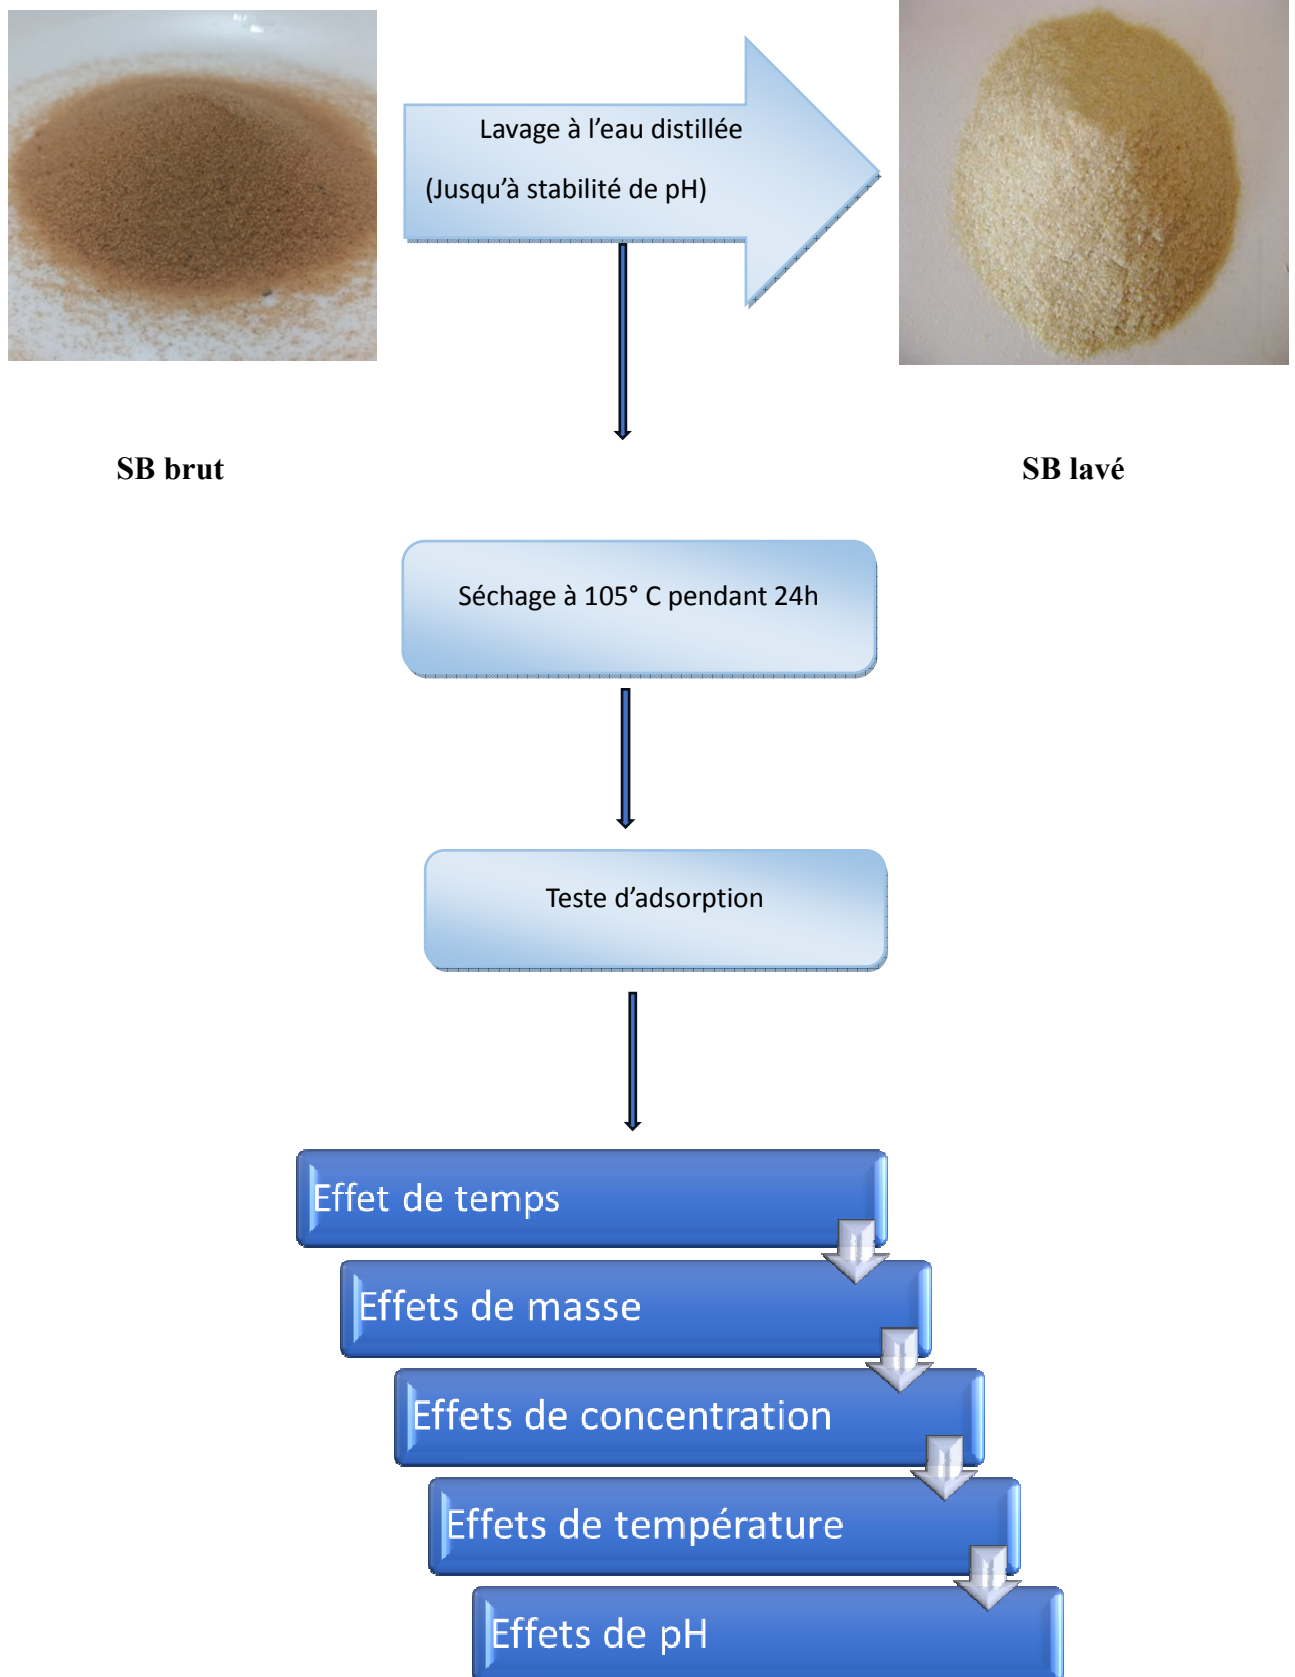 Lavage à l’eau distillée
(Jusqu’à stabilité de pH)
SB brut
SB lavé
Séchage à 105° C pendant 24h
Teste d’adsorption
Effet de temps
Effets de masse
Effets de concentration
Effets de température
Effets de pH